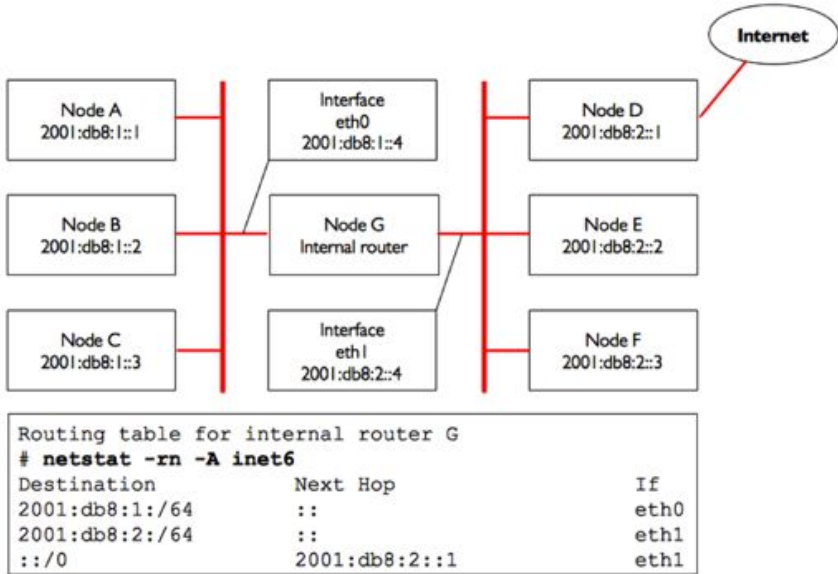 Internet
Node A
2001:db8:1::1
Interface
eth0
2001:db8:1::4
Node D
2001:db8:2::1
Node B
2001:db8:1::2
Node G
Internal router
Node E
2001:db8:2::2
Node C
2001:db8:1::3
Interface
eth1
2001:db8:2::4
Node F
2001:db8:2::3
Routing table for internal router G
# netstat -rn -A inet6
Destination Next Hop If
2001:db8:1:/64 :: eth0
2001:db8:2:/64 :: eth1
::/0 2001:db8:2::1 eth1